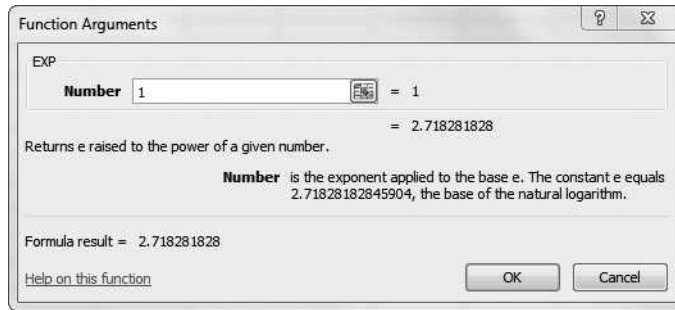 Function Arguments
EXP
Number 1 = 1
= 2.718281828
Returns e raised to the power of a given number.
Number is the exponent applied to the base e. The constant e equals
2.71828182845904, the base of the natural logarithm.
Formula result = 2.718281828
Help on this function OK Cancel